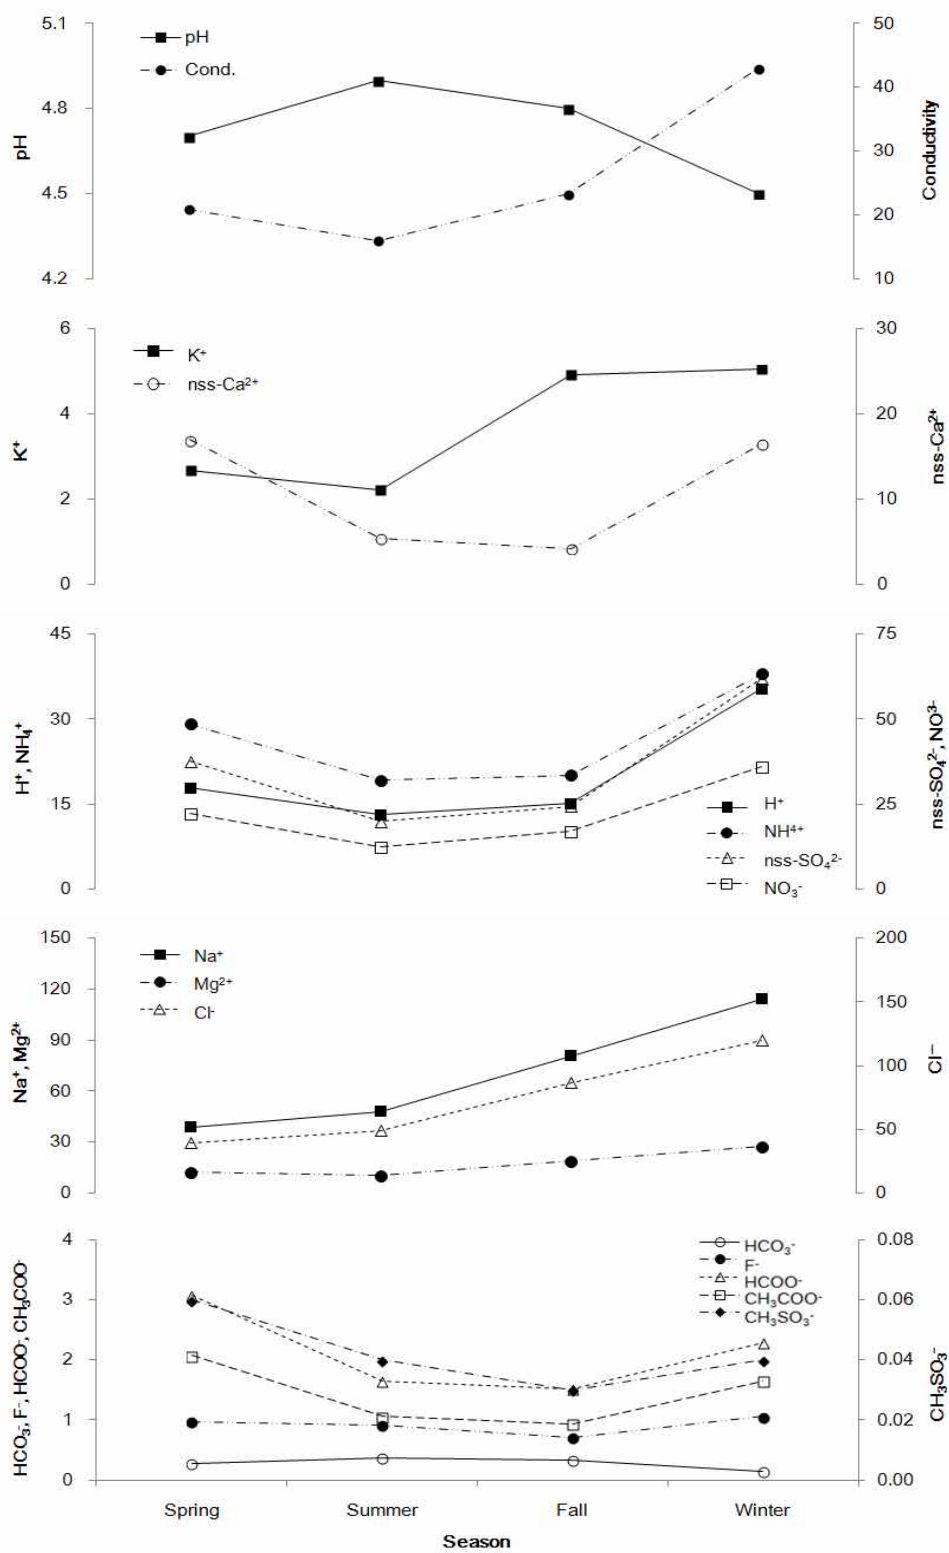 5.1
4.8
4.5
4.2
pH
pH
Cond.
50
40
30
20
10
Conductivity
6
4
2
0
K⁺
K⁺
nss-Ca²⁺
30
20
10
0
nss-Ca²⁺
45
30
15
0
H⁺, NH₄⁺
H⁺
NH⁴⁺
nss-SO₄²⁻
NO₃⁻
75
50
25
0
nss-SO₄²⁻, NO³⁻
150
120
90
60
30
0
Na⁺, Mg²⁺
Na⁺
Mg²⁺
Cl⁻
200
150
100
50
0
Cl⁻
4
3
2
1
0
HCO₃⁻, F⁻, HCOO⁻, CH₃COO⁻
HCO₃⁻
F⁻
HCOO⁻
CH₃COO⁻
CH₃SO₃⁻
0.08
0.06
0.04
0.02
0.00
CH₃SO₃⁻
Spring Summer Fall Winter
Season